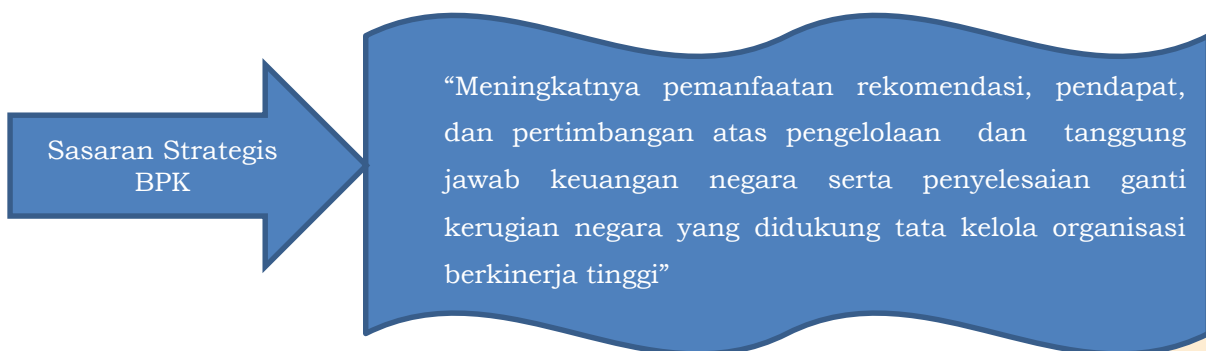 Sasaran Strategis
BPK
“Meningkatnya pemanfaatan rekomendasi, pendapat,
dan pertimbangan atas pengelolaan dan tanggung
jawab keuangan negara serta penyelesaian ganti
kerugian negara yang didukung tata kelola organisasi
berkinerja tinggi”